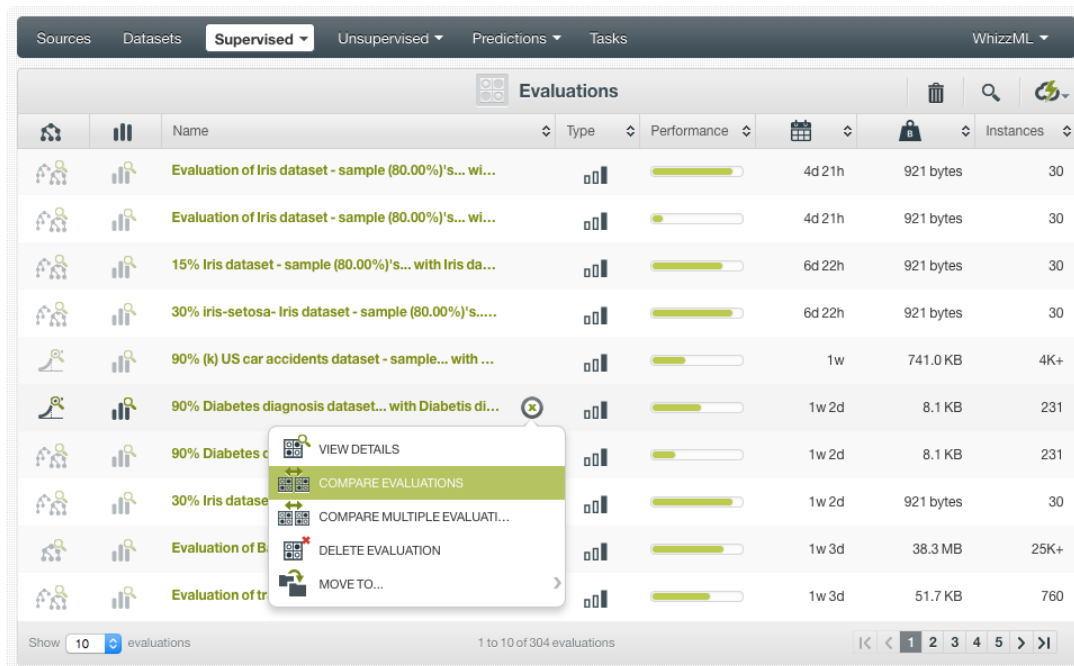 Sources Datasets Supervised Unsupervised Predictions Tasks WhizzML
Evaluations
Name Type Performance B Instances
Evaluation of Iris dataset - sample (80.00%)'s... wi... 4d 21h 921 bytes 30
Evaluation of Iris dataset - sample (80.00%)'s... wi... 4d 21h 921 bytes 30
15% Iris dataset - sample (80.00%)'s... with Iris da... 6d 22h 921 bytes 30
30% iris-setosa- Iris dataset - sample (80.00%)'s..... 6d 22h 921 bytes 30
90% (k) US car accidents dataset - sample... with ... 1w 741.0 KB 4K+
90% Diabetes diagnosis dataset... with Diabetis di... 1w 2d 8.1 KB 231
90% Diabetes 1w 2d 8.1 KB 231
30% Iris datase 1w 2d 921 bytes 30
Evaluation of B 1w 3d 38.3 MB 25K+
Evaluation of tr 1w 3d 51.7 KB 760
VIEW DETAILS
COMPARE EVALUATIONS
COMPARE MULTIPLE EVALUATI...
DELETE EVALUATION
MOVE TO...
Show 10 evaluations 1 to 10 of 304 evaluations 1 2 3 4 5